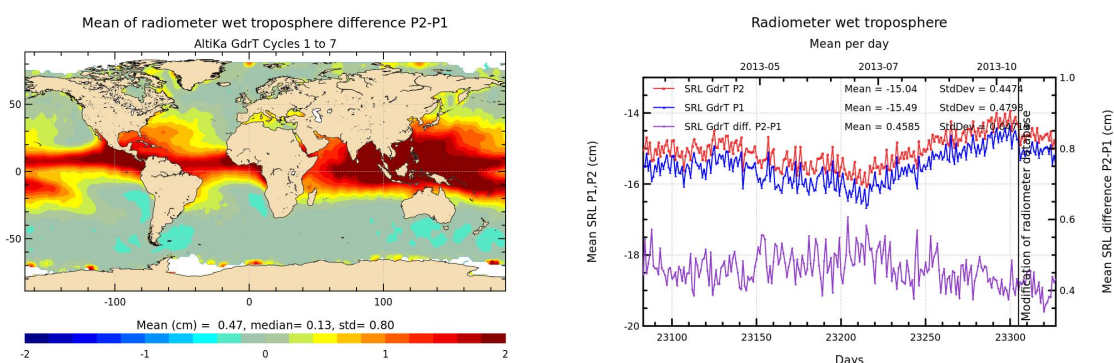 Mean of radiometer wet troposphere difference P2-P1
AltiKa GdrT Cycles 1 to 7
50
0
-50
-100 0 100
Mean (cm) = 0.47, median= 0.13, std= 0.80
-2 -1 0 1 2
Radiometer wet troposphere
Mean per day
2013-05 2013-07 2013-10
SRL GdrT P2 Mean = -15.04 StdDev = 0.4474
SRL GdrT P1 Mean = -15.49 StdDev = 0.4793
SRL GdrT diff. P2-P1 Mean = 0.4585 StdDev =
Modification of radiometer database
Mean SRL P1,P2 (cm)
-14
-16
-18
-20
1.0
0.8
0.6
0.4
Mean SRL difference P2-P1 (cm)
23100 23150 23200 23250 23300
Days